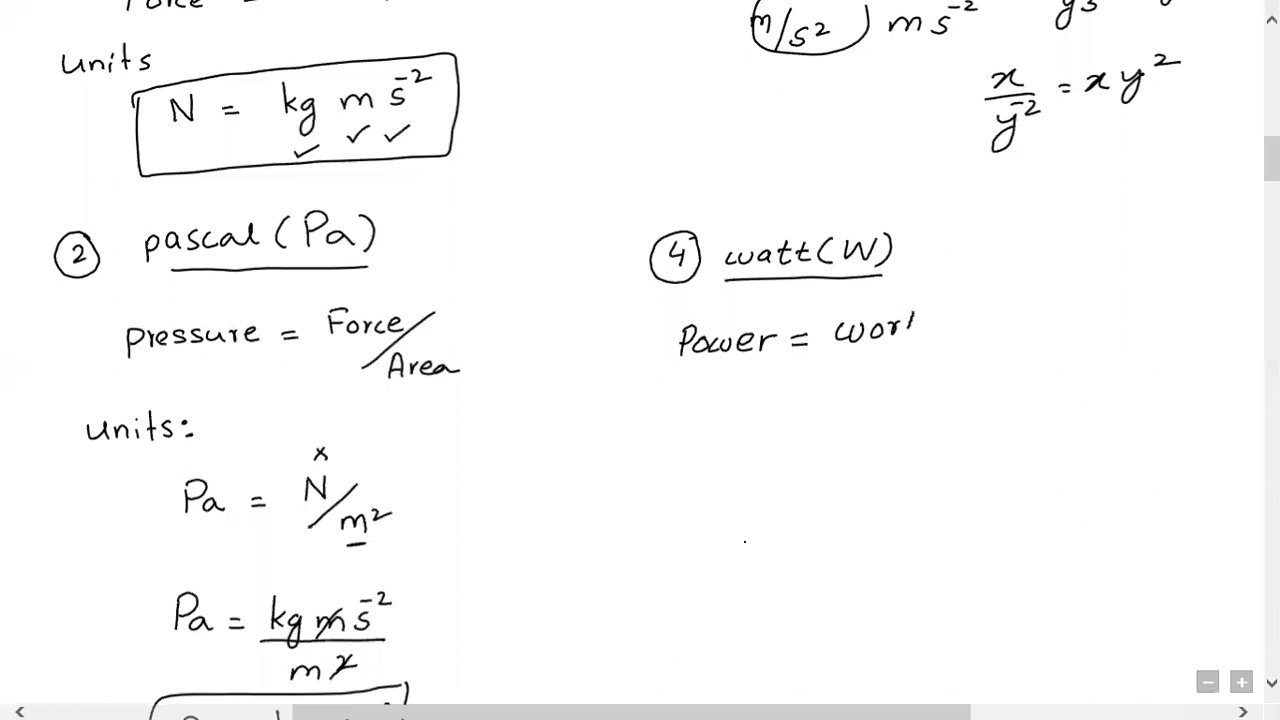 Force =
units
N = kg m s⁻²
② pascal (Pa)
pressure = Force/Area
units:
x
Pa = N/m²
Pa = kg m s⁻² / m²
m/s² m s⁻²
x/y⁻² = x y²
④ watt (W)
Power = wor